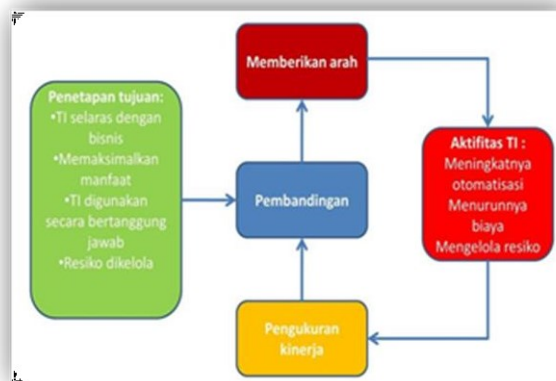 Memberikan arah
Penetapan tujuan:
•TI selaras dengan
bisnis
•Memaksimalkan
manfaat
•TI digunakan
secara bertanggung
jawab
•Resiko dikelola
Pembandingan
Aktifitas TI :
Meningkatnya
otomatisasi
Menurunnya
biaya
Mengelola resiko
Pengukuran
kinerja